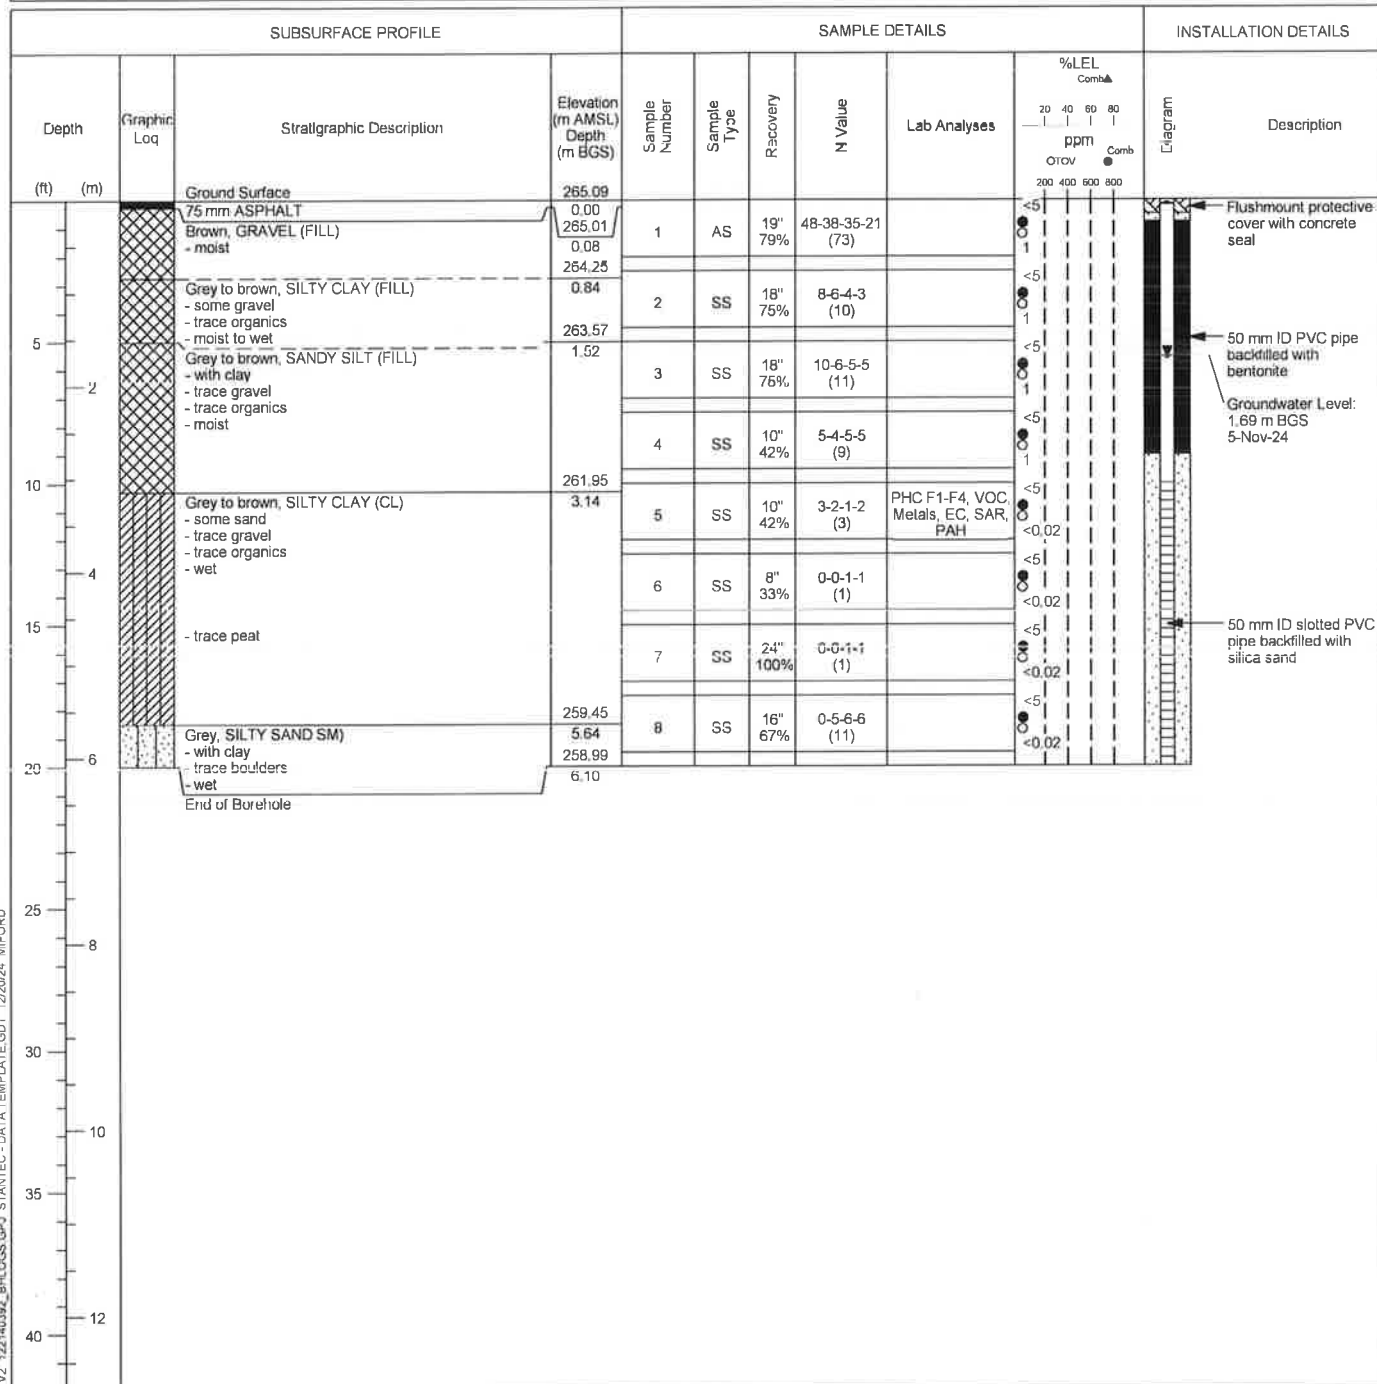 SUBSURFACE PROFILE
SAMPLE DETAILS
INSTALLATION DETAILS
Depth
(ft) (m)
Graphic
Log
Stratigraphic Description
Elevation
(m AMSL)
Depth
(m BGS)
Sample
Number
Sample
Type
Recovery
N Value
Lab Analyses
%LEL
Comb▲
20 40 60 80
ppm
OTOV
Comb
●
200 400 600 800
Diagram
Description
Ground Surface
265.09
75 mm ASPHALT
0.00
Brown, GRAVEL (FILL)
265.01
- moist
0.08
264.25
Grey to brown, SILTY CLAY (FILL)
0.84
- some gravel
- trace organics
- moist to wet
263.57
Grey to brown, SANDY SILT (FILL)
1.52
- with clay
- trace gravel
- trace organics
- moist
261.95
Grey to brown, SILTY CLAY (CL)
3.14
- some sand
- trace gravel
- trace organics
- wet
- trace peat
259.45
Grey, SILTY SAND SM)
5.64
- with clay
258.99
- trace boulders
6.10
- wet
End of Borehole
1 AS 19" 48-38-35-21
79% (73)
<5
1
2 SS 18" 8-6-4-3
75% (10)
<5
1
3 SS 18" 10-6-5-5
75% (11)
<5
1
4 SS 10" 5-4-5-5
42% (9)
<5
1
5 SS 10" 3-2-1-2
42% (3)
PHC F1-F4, VOC,
Metals, EC, SAR,
PAH
<5
<0.02
6 SS 8" 0-0-1-1
33% (1)
<5
<0.02
7 SS 24" 0-0-1-1
100% (1)
<5
<0.02
8 SS 16" 0-5-6-6
67% (11)
<5
<0.02
Flushmount protective
cover with concrete
seal
50 mm ID PVC pipe
backfilled with
bentonite
Groundwater Level:
1.69 m BGS
5-Nov-24
50 mm ID slotted PVC
pipe backfilled with
silica sand
5
2
10
4
15
6
20
25
8
30
10
35
12
40
STANTEC - DATA TEMPLATE.GDT 12/20/24